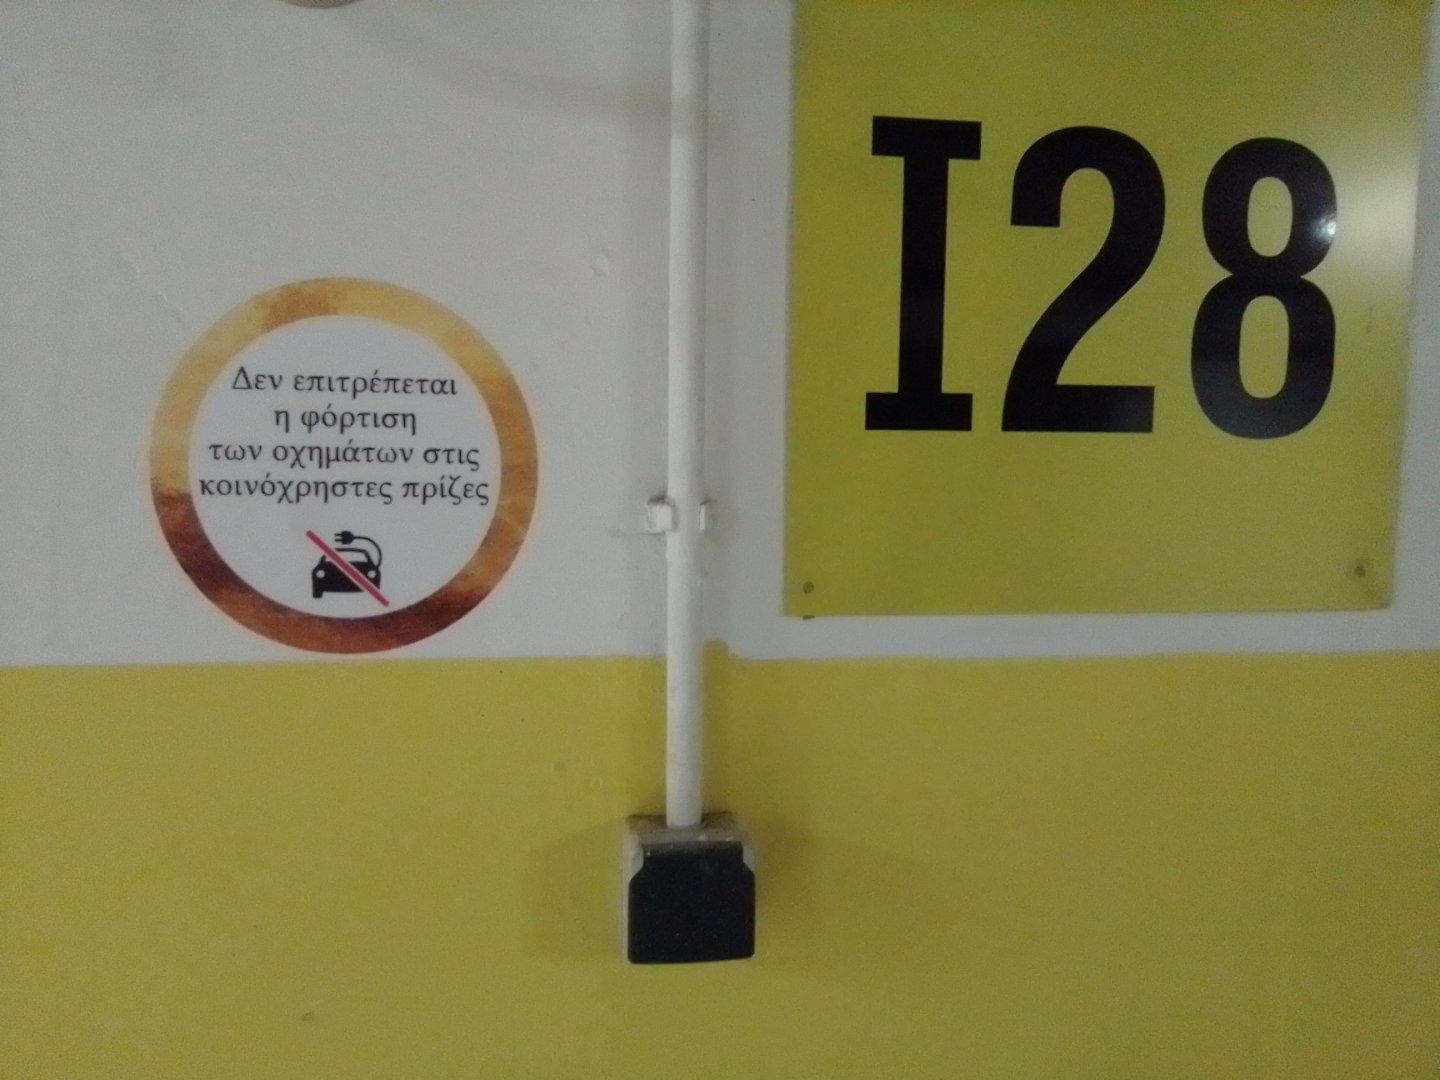 Δεν επιτρέπεται
η φόρτιση
των οχημάτων στις
κοινόχρηστες πρίζες
I28